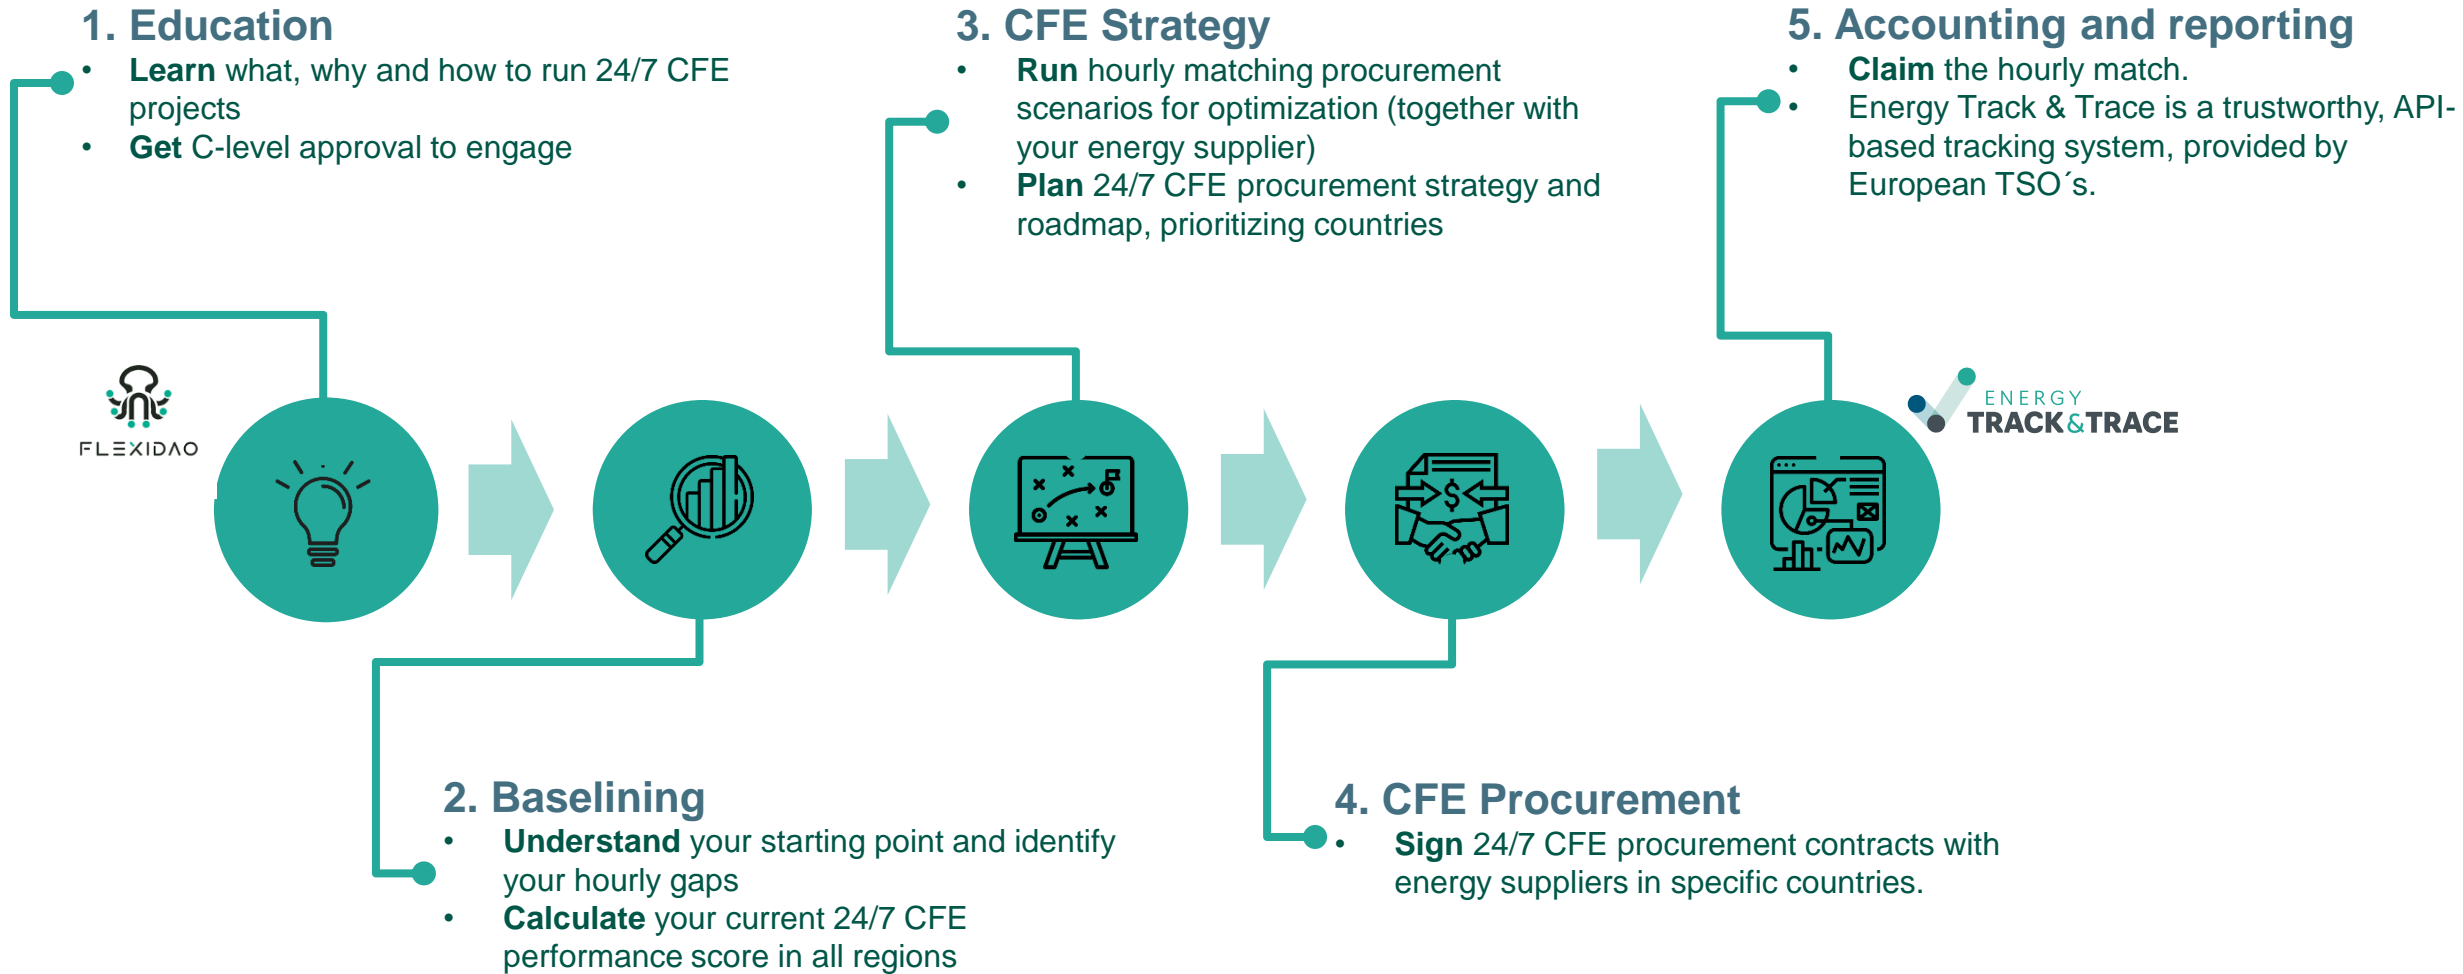 1. Education
• Learn what, why and how to run 24/7 CFE
projects
• Get C-level approval to engage
3. CFE Strategy
• Run hourly matching procurement
scenarios for optimization (together with
your energy supplier)
• Plan 24/7 CFE procurement strategy and
roadmap, prioritizing countries
5. Accounting and reporting
• Claim the hourly match.
• Energy Track & Trace is a trustworthy, API-
based tracking system, provided by
European TSO´s.
FLEXIDAO
ENERGY
TRACK&TRACE
$
2. Baselining
• Understand your starting point and identify
your hourly gaps
• Calculate your current 24/7 CFE
performance score in all regions
4. CFE Procurement
• Sign 24/7 CFE procurement contracts with
energy suppliers in specific countries.